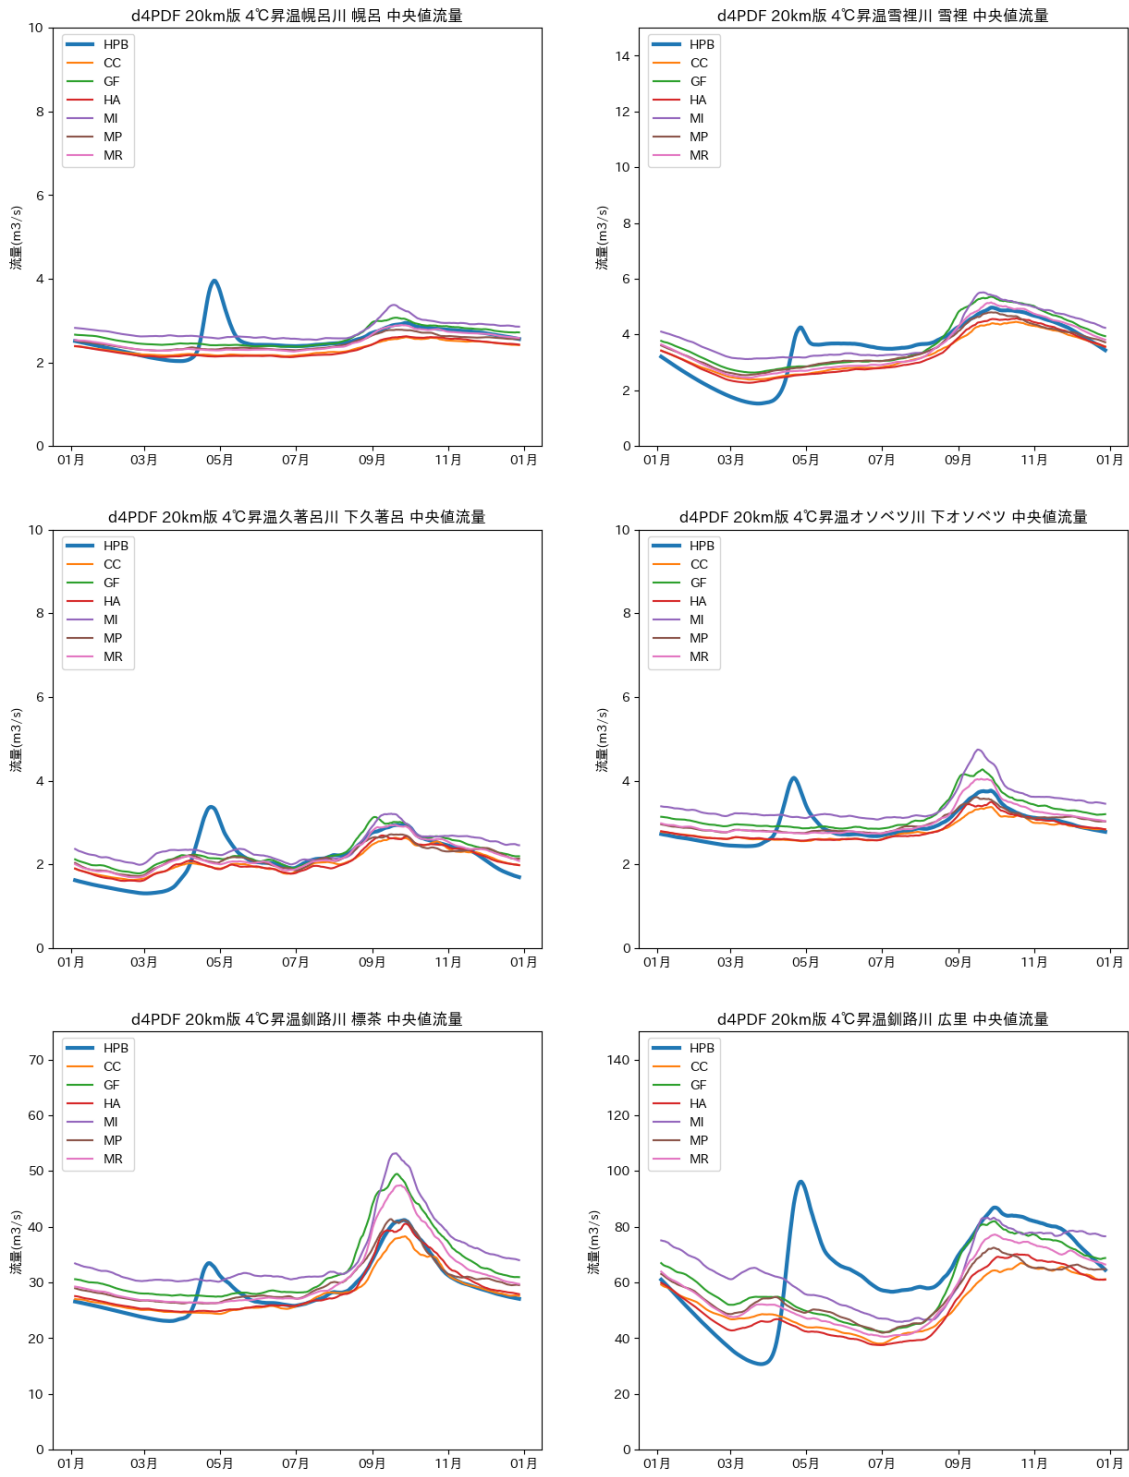 d4PDF 20km版 4℃昇温幌呂川 幌呂 中央値流量
10
8
6
4
2
0
流量(m3/s)
01月 03月 05月 07月 09月 11月 01月
HPB
CC
GF
HA
MI
MP
MR
d4PDF 20km版 4℃昇温雪裡川 雪裡 中央値流量
14
12
10
8
6
4
2
0
流量(m3/s)
01月 03月 05月 07月 09月 11月 01月
HPB
CC
GF
HA
MI
MP
MR
d4PDF 20km版 4℃昇温久著呂川 下久著呂 中央値流量
10
8
6
4
2
0
流量(m3/s)
01月 03月 05月 07月 09月 11月 01月
HPB
CC
GF
HA
MI
MP
MR
d4PDF 20km版 4℃昇温オソベツ川 下オソベツ 中央値流量
10
8
6
4
2
0
流量(m3/s)
01月 03月 05月 07月 09月 11月 01月
HPB
CC
GF
HA
MI
MP
MR
d4PDF 20km版 4℃昇温釧路川 標茶 中央値流量
70
60
50
40
30
20
10
0
流量(m3/s)
01月 03月 05月 07月 09月 11月 01月
HPB
CC
GF
HA
MI
MP
MR
d4PDF 20km版 4℃昇温釧路川 広里 中央値流量
140
120
100
80
60
40
20
0
流量(m3/s)
01月 03月 05月 07月 09月 11月 01月
HPB
CC
GF
HA
MI
MP
MR